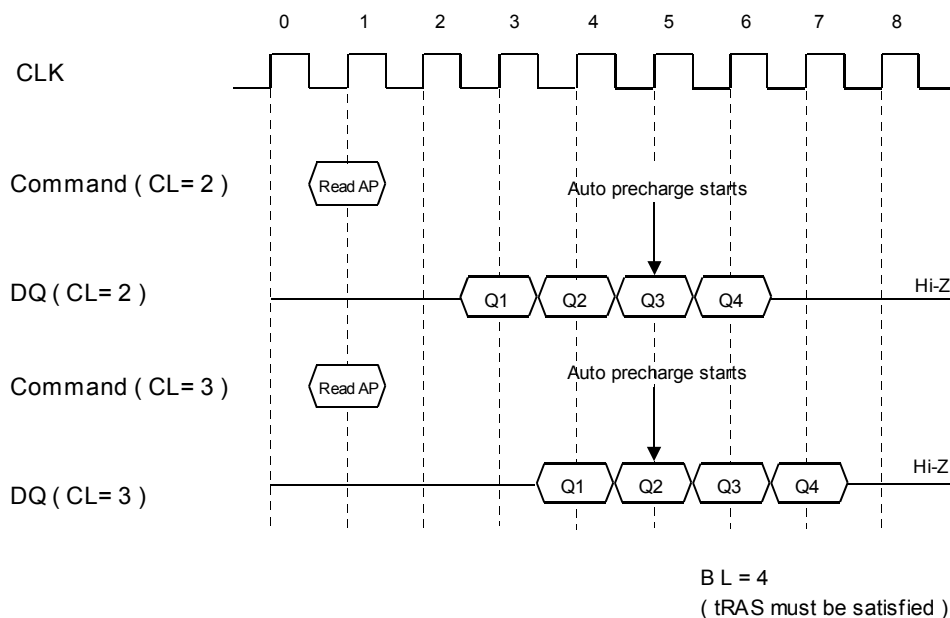 0 1 2 3 4 5 6 7 8
CLK
Command ( CL= 2 )
Read AP
Auto precharge starts
DQ ( CL= 2 )
Q1 Q2 Q3 Q4
Hi-Z
Command ( CL= 3 )
Read AP
Auto precharge starts
DQ ( CL= 3 )
Q1 Q2 Q3 Q4
Hi-Z
B L = 4
( tRAS must be satisfied )